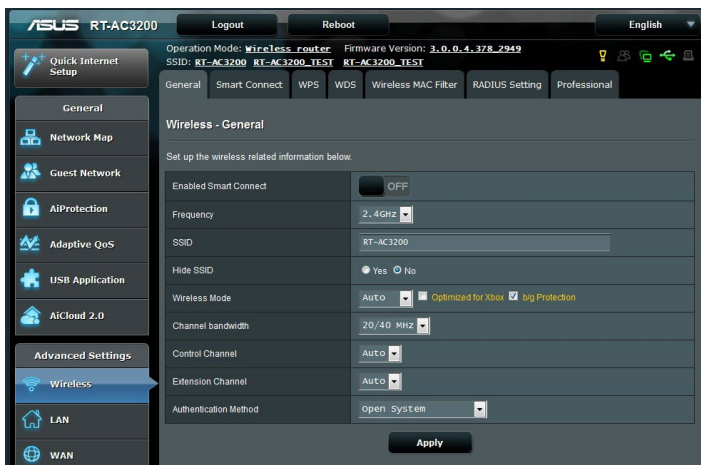 ASUS RT-AC3200 Logout Reboot English
Operation Mode: Wireless router Firmware Version: 3.0.0.4.378_2949
SSID: RT-AC3200 RT-AC3200_TEST RT-AC3200_TEST
Quick Internet
Setup
General
Network Map
Guest Network
AiProtection
Adaptive QoS
USB Application
AiCloud 2.0
Advanced Settings
Wireless
LAN
WAN
General Smart Connect WPS WDS Wireless MAC Filter RADIUS Setting Professional
Wireless - General
Set up the wireless related information below.
Enabled Smart Connect OFF
Frequency 2.4GHz
SSID RT-AC3200
Hide SSID Yes No
Wireless Mode Auto Optimized for Xbox b/g Protection
Channel bandwidth 20/40 MHz
Control Channel Auto
Extension Channel Auto
Authentication Method Open System
Apply